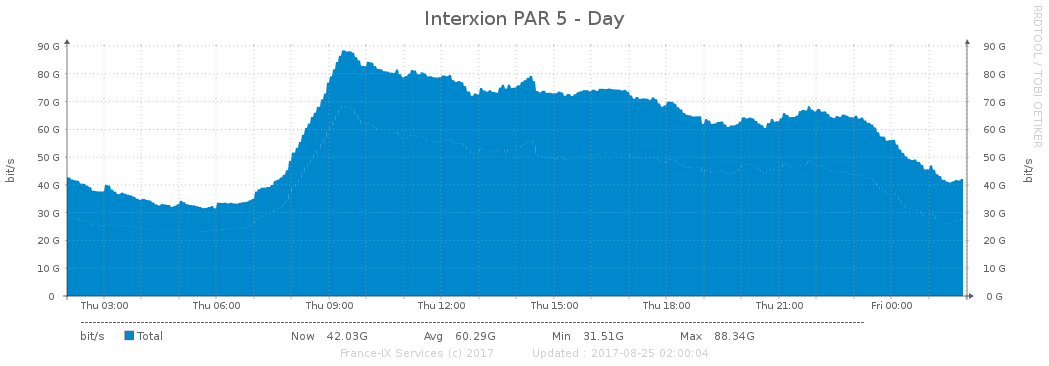 Interxion PAR 5 - Day
RRDTOOL / TOBI OETIKER
90 G 90 G
80 G 80 G
70 G 70 G
60 G 60 G
50 G 50 G
40 G 40 G
30 G 30 G
20 G 20 G
10 G 10 G
0 0 G
bit/s bit/s
Thu 03:00 Thu 06:00 Thu 09:00 Thu 12:00 Thu 15:00 Thu 18:00 Thu 21:00 Fri 00:00
bit/s Total Now 42.03G Avg 60.29G Min 31.51G Max 88.34G
France-IX Services (c) 2017 Updated : 2017-08-25 02:00:04